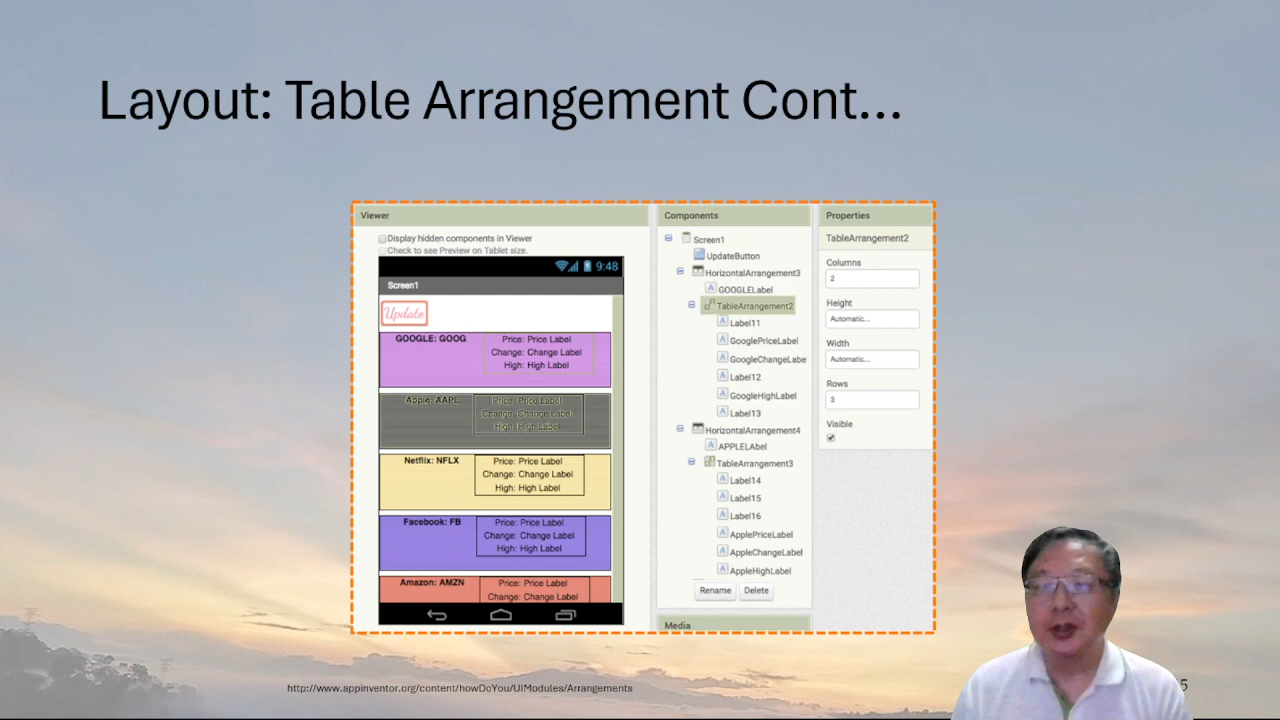 Layout: Table Arrangement Cont...
Viewer
Display hidden components in Viewer
Check to see Preview on Tablet size.
9:48
Screen1
Update
GOOGLE: GOOG
Price: Price Label
Change: Change Label
High: High Label
Apple: AAPL
Price: Price Label
Change: Change Label
High: High Label
Netflix: NFLX
Price: Price Label
Change: Change Label
High: High Label
Facebook: FB
Price: Price Label
Change: Change Label
High: High Label
Amazon: AMZN
Price: Price Label
Change: Change Label
Components
Screen1
UpdateButton
HorizontalArrangement3
GOOGLELabel
TableArrangement2
Label11
GooglePriceLabel
GoogleChangeLabe
Label12
GoogleHighLabel
Label13
HorizontalArrangement4
APPLELAbel
TableArrangement3
Label14
Label15
Label16
ApplePriceLabel
AppleChangeLabel
AppleHighLabel
Rename Delete
Media
Properties
TableArrangement2
Columns
2
Height
Automatic...
Width
Automatic...
Rows
3
Visible
http://www.appinventor.org/content/howDoYou/UIModules/Arrangements
5